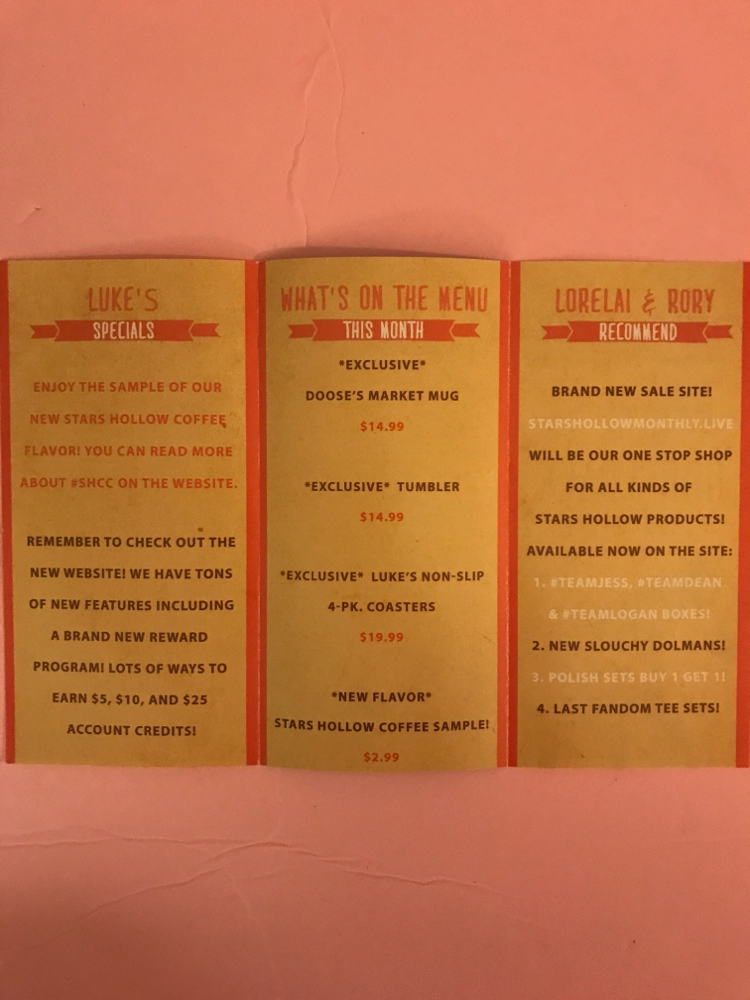 LUKE'S
SPECIALS
ENJOY THE SAMPLE OF OUR
NEW STARS HOLLOW COFFEE
FLAVOR! YOU CAN READ MORE
ABOUT #SHCC ON THE WEBSITE.
REMEMBER TO CHECK OUT THE
NEW WEBSITE! WE HAVE TONS
OF NEW FEATURES INCLUDING
A BRAND NEW REWARD
PROGRAM! LOTS OF WAYS TO
EARN $5, $10, AND $25
ACCOUNT CREDITS!
WHAT'S ON THE MENU
THIS MONTH
*EXCLUSIVE*
DOOSE'S MARKET MUG
$14.99
*EXCLUSIVE* TUMBLER
$14.99
*EXCLUSIVE* LUKE'S NON-SLIP
4-PK. COASTERS
$19.99
*NEW FLAVOR*
STARS HOLLOW COFFEE SAMPLE!
$2.99
LORELAI & RORY
RECOMMEND
BRAND NEW SALE SITE!
STARSHOLLOWMONTHLY.LIVE
WILL BE OUR ONE STOP SHOP
FOR ALL KINDS OF
STARS HOLLOW PRODUCTS!
AVAILABLE NOW ON THE SITE:
1. #TEAMJESS, #TEAMDEAN
& #TEAMLOGAN BOXES!
2. NEW SLOUCHY DOLMANS!
3. POLISH SETS BUY 1 GET 1!
4. LAST FANDOM TEE SETS!